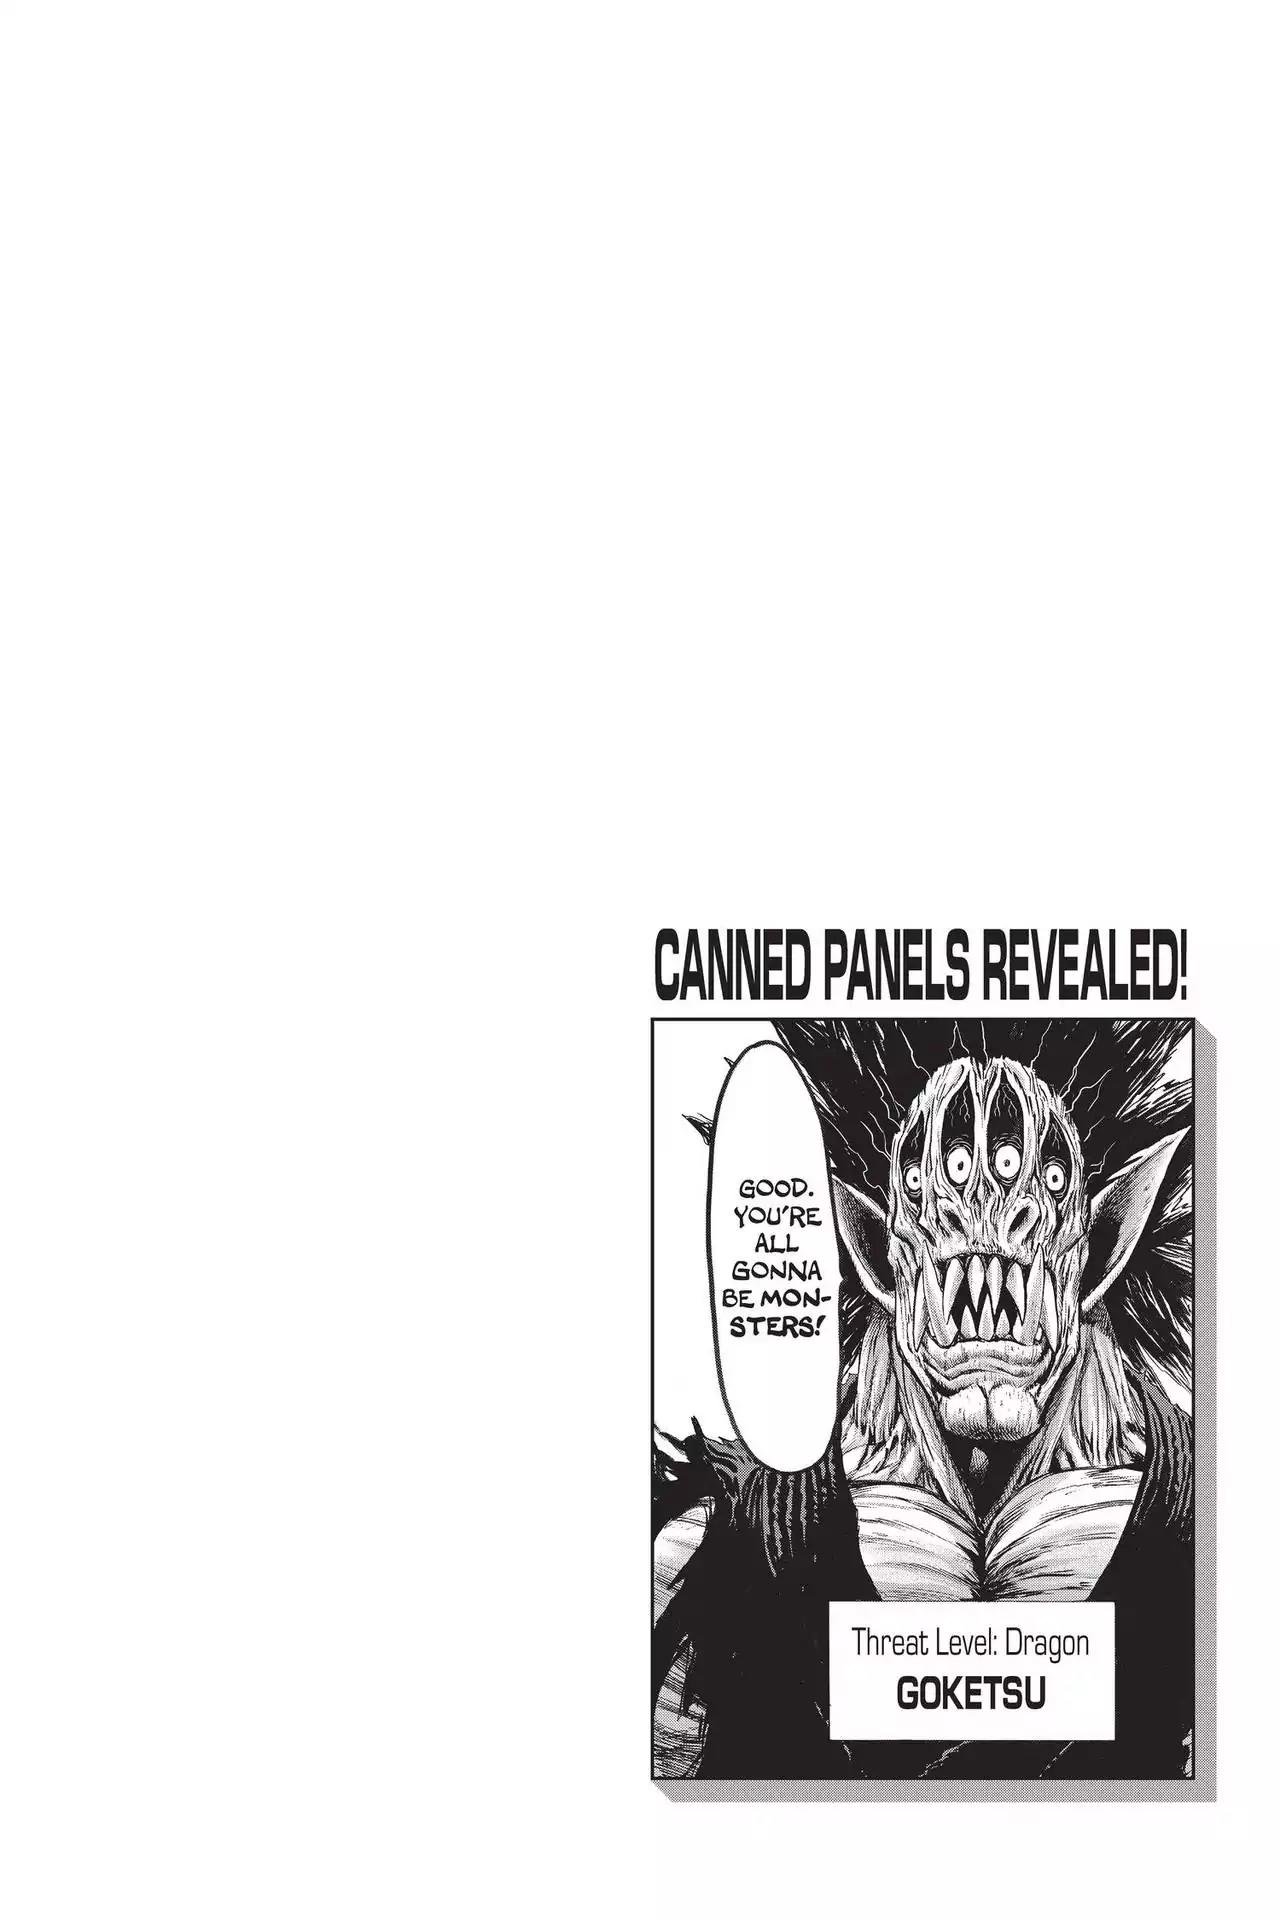 CANNED PANELS REVEALED!
GOOD.
YOU'RE
ALL
GONNA
BE MON-
STERS!
Threat Level: Dragon
GOKETSU